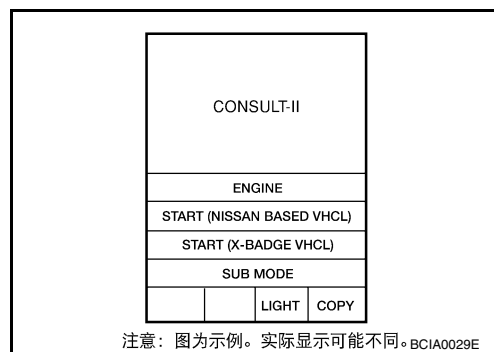 CONSULT-II
ENGINE
START (NISSAN BASED VHCL)
START (X-BADGE VHCL)
SUB MODE
LIGHT COPY
注意：图为示例。实际显示可能不同。BCIA0029E